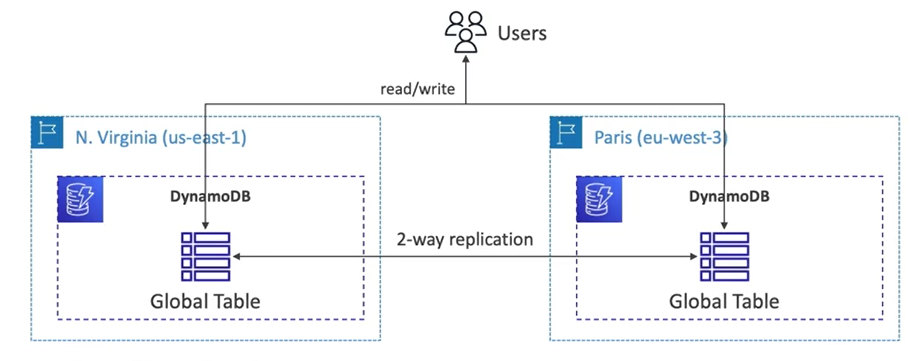 Users
read/write
N. Virginia (us-east-1)
Paris (eu-west-3)
DynamoDB
DynamoDB
2-way replication
Global Table
Global Table